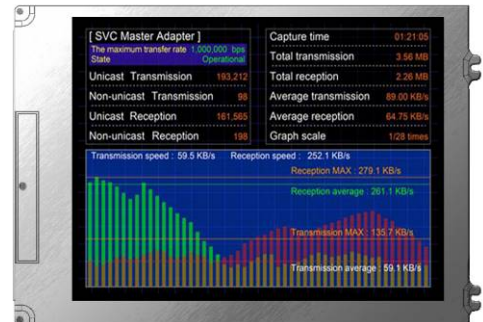 [ SVC Master Adapter ]
The maximum transfer rate 1,000,000 bps
State Operational
Unicast Transmission 193,212
Non-unicast Transmission 98
Unicast Reception 161,565
Non-unicast Reception 198
Capture time 01:21:05
Total transmission 3.56 MB
Total reception 2.26 MB
Average transmission 89.00 KB/s
Average reception 64.75 KB/s
Graph scale 1/28 times
Transmission speed : 59.5 KB/s Reception speed : 252.1 KB/s
Reception MAX : 279.1 KB/s
Reception average : 261.1 KB/s
Transmission MAX : 135.7 KB/s
Transmission average : 59.1 KB/s